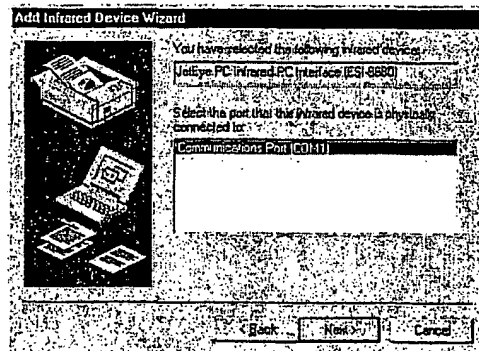 Add Infrared Device Wizard
You have selected the following infrared device:
JetEye PC-Infrared PC Interface (ESI-9680)
Select the port that this infrared device is physically
connected to:
Communications Port (COM1)
< Back
Next >
Cancel